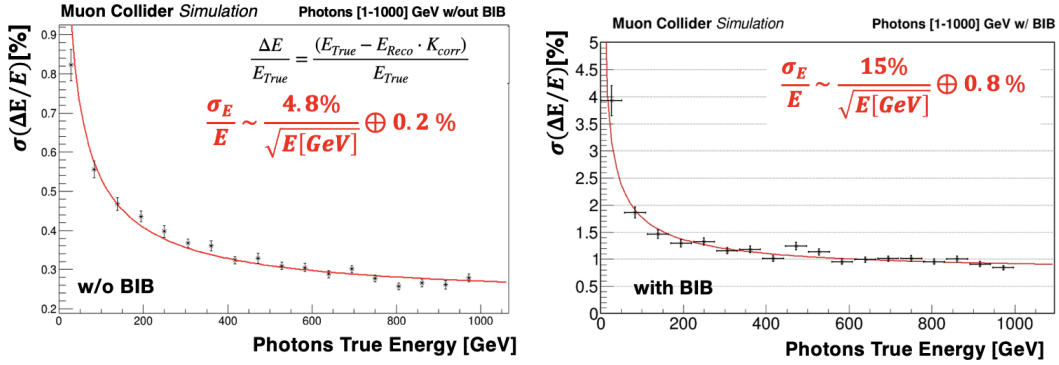 Muon Collider Simulation
Photons [1-1000] GeV w/out BIB
σ(ΔE/E)[%]
0.9
0.8
0.7
0.6
0.5
0.4
0.3
0.2
ΔE/E_True = (E_True − E_Reco · K_corr)/E_True
σ_E/E ~ 4.8%/√E[GeV] ⊕ 0.2 %
w/o BIB
0 200 400 600 800 1000
Photons True Energy [GeV]
Muon Collider Simulation
Photons [1-1000] GeV w/ BIB
σ(ΔE/E)[%]
5
4.5
4
3.5
3
2.5
2
1.5
1
0.5
0
σ_E/E ~ 15%/√E[GeV] ⊕ 0.8 %
with BIB
0 200 400 600 800 1000
Photons True Energy [GeV]